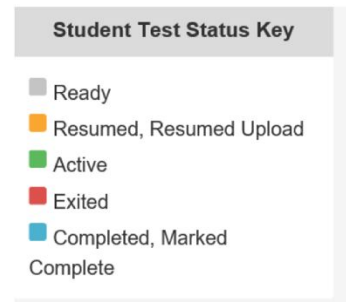 Student Test Status Key
Ready
Resumed, Resumed Upload
Active
Exited
Completed, Marked
Complete